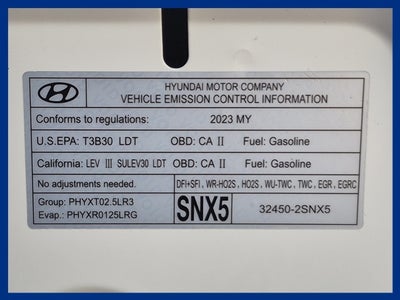 HYUNDAI MOTOR COMPANY
VEHICLE EMISSION CONTROL INFORMATION
Conforms to regulations: 2023 MY
U.S.EPA: T3B30 LDT OBD: CA II Fuel: Gasoline
California: LEV III SULEV30 LDT OBD: CA II Fuel: Gasoline
No adjustments needed. DFI+SFI , WR-HO2S , HO2S , WU-TWC , TWC , EGR , EGRC
Group: PHYXT02.5LR3
Evap.: PHYXR0125LRG
SNX5 32450-2SNX5